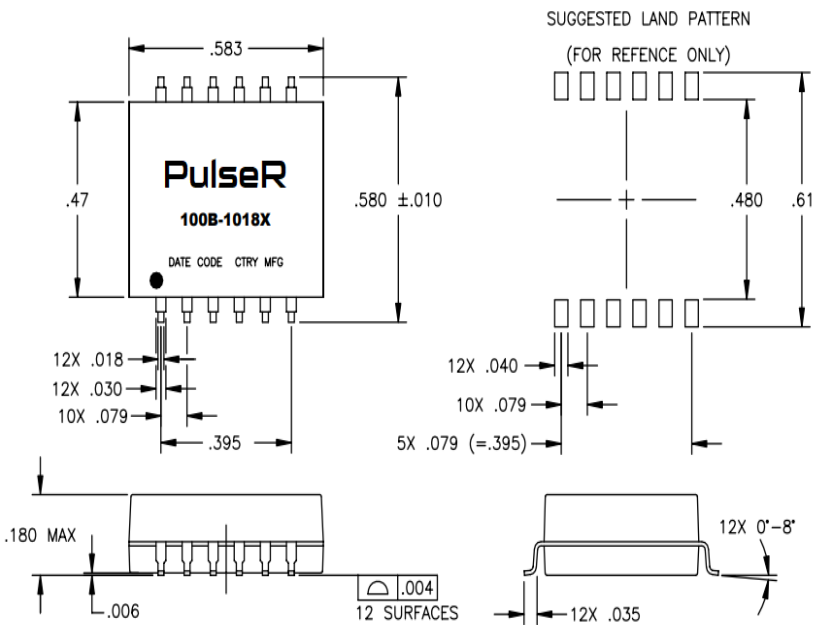 SUGGESTED LAND PATTERN
(FOR REFENCE ONLY)
.583
PulseR
100B-1018X
DATE CODE CTRY MFG
.47
.580 ±.010
.480
.61
12X .018
12X .030
10X .079
.395
12X .040
10X .079
5X .079 (=.395)
.180 MAX
.006
.004
12 SURFACES
12X 0°-8°
12X .035